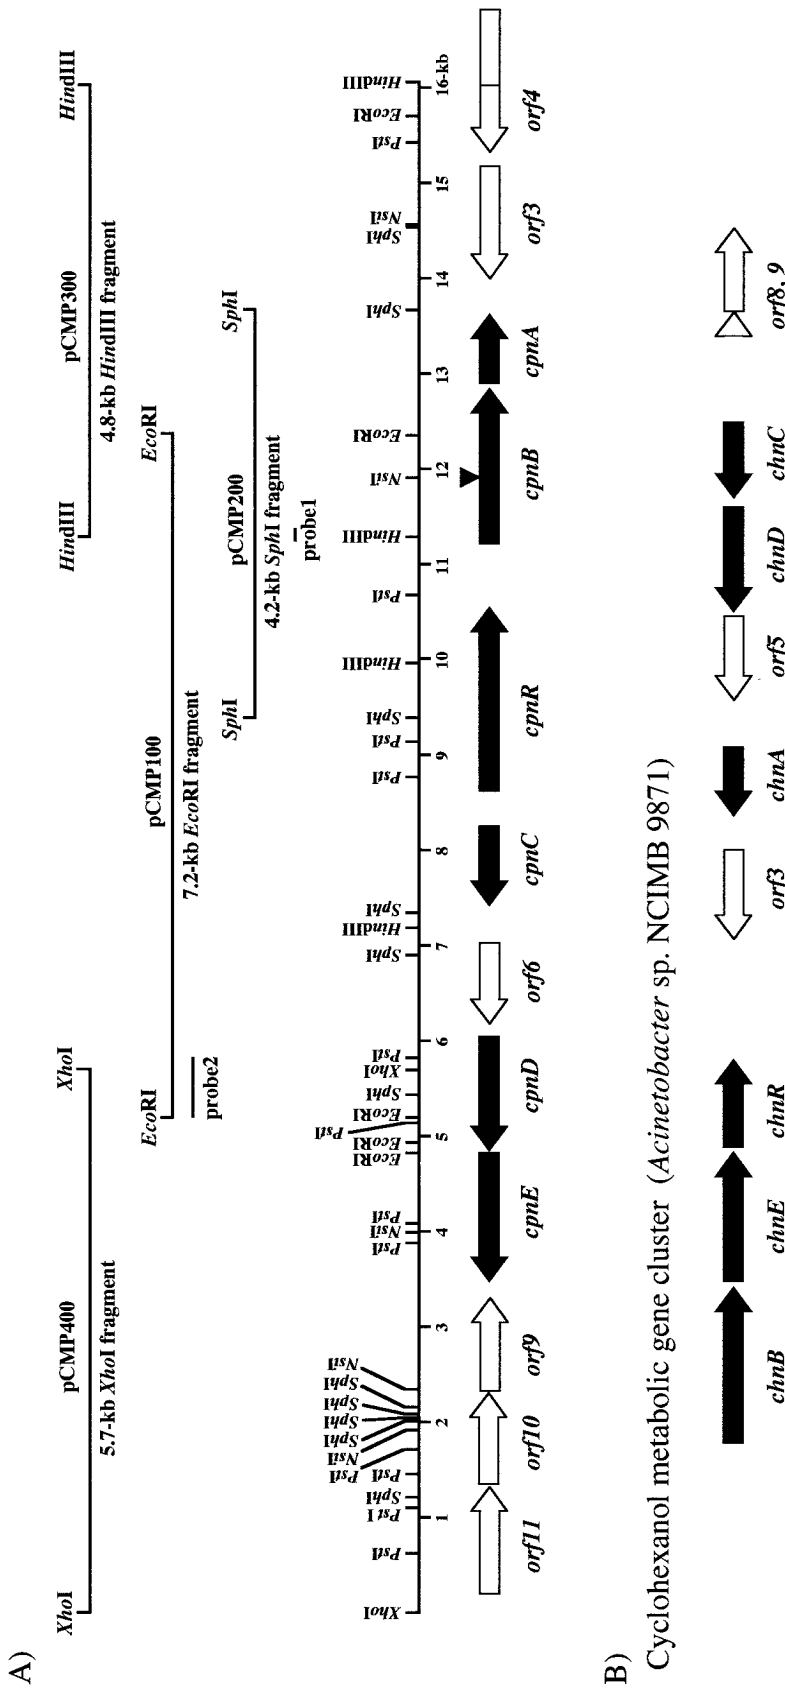 A)
XhoI
XhoI
HindIII
HindIII
pCMP400
pCMP300
5.7-kb XhoI fragment
4.8-kb HindIII fragment
EcoRI
EcoRI
pCMP100
7.2-kb EcoRI fragment
probe2
SphI
SphI
pCMP200
4.2-kb SphI fragment
probe1
XhoI
PstI
Pst I
SphI
PstI
PstI
NsiI
SphI
SphI
SphI
SphI
NsiI
PstI
NsiI
PstI
EcoRI
EcoRI
PstI
EcoRI
SphI
XhoI
PstI
SphI
HindIII
SphI
PstI
PstI
SphI
HindIII
PstI
HindIII
NsiI
EcoRI
SphI
SphI
NsiI
PstI
EcoRI
HindIII
1 2 3 4 5 6 7 8 9 10 11 12 13 14 15 16-kb
orf11 orf10 orf9 cpnE cpnD orf6 cpnC cpnR cpnB cpnA orf3 orf4
B)
Cyclohexanol metabolic gene cluster (Acinetobacter sp. NCIMB 9871)
chnB chnE chnR orf3 chnA orf5 chnD chnC orf8, 9